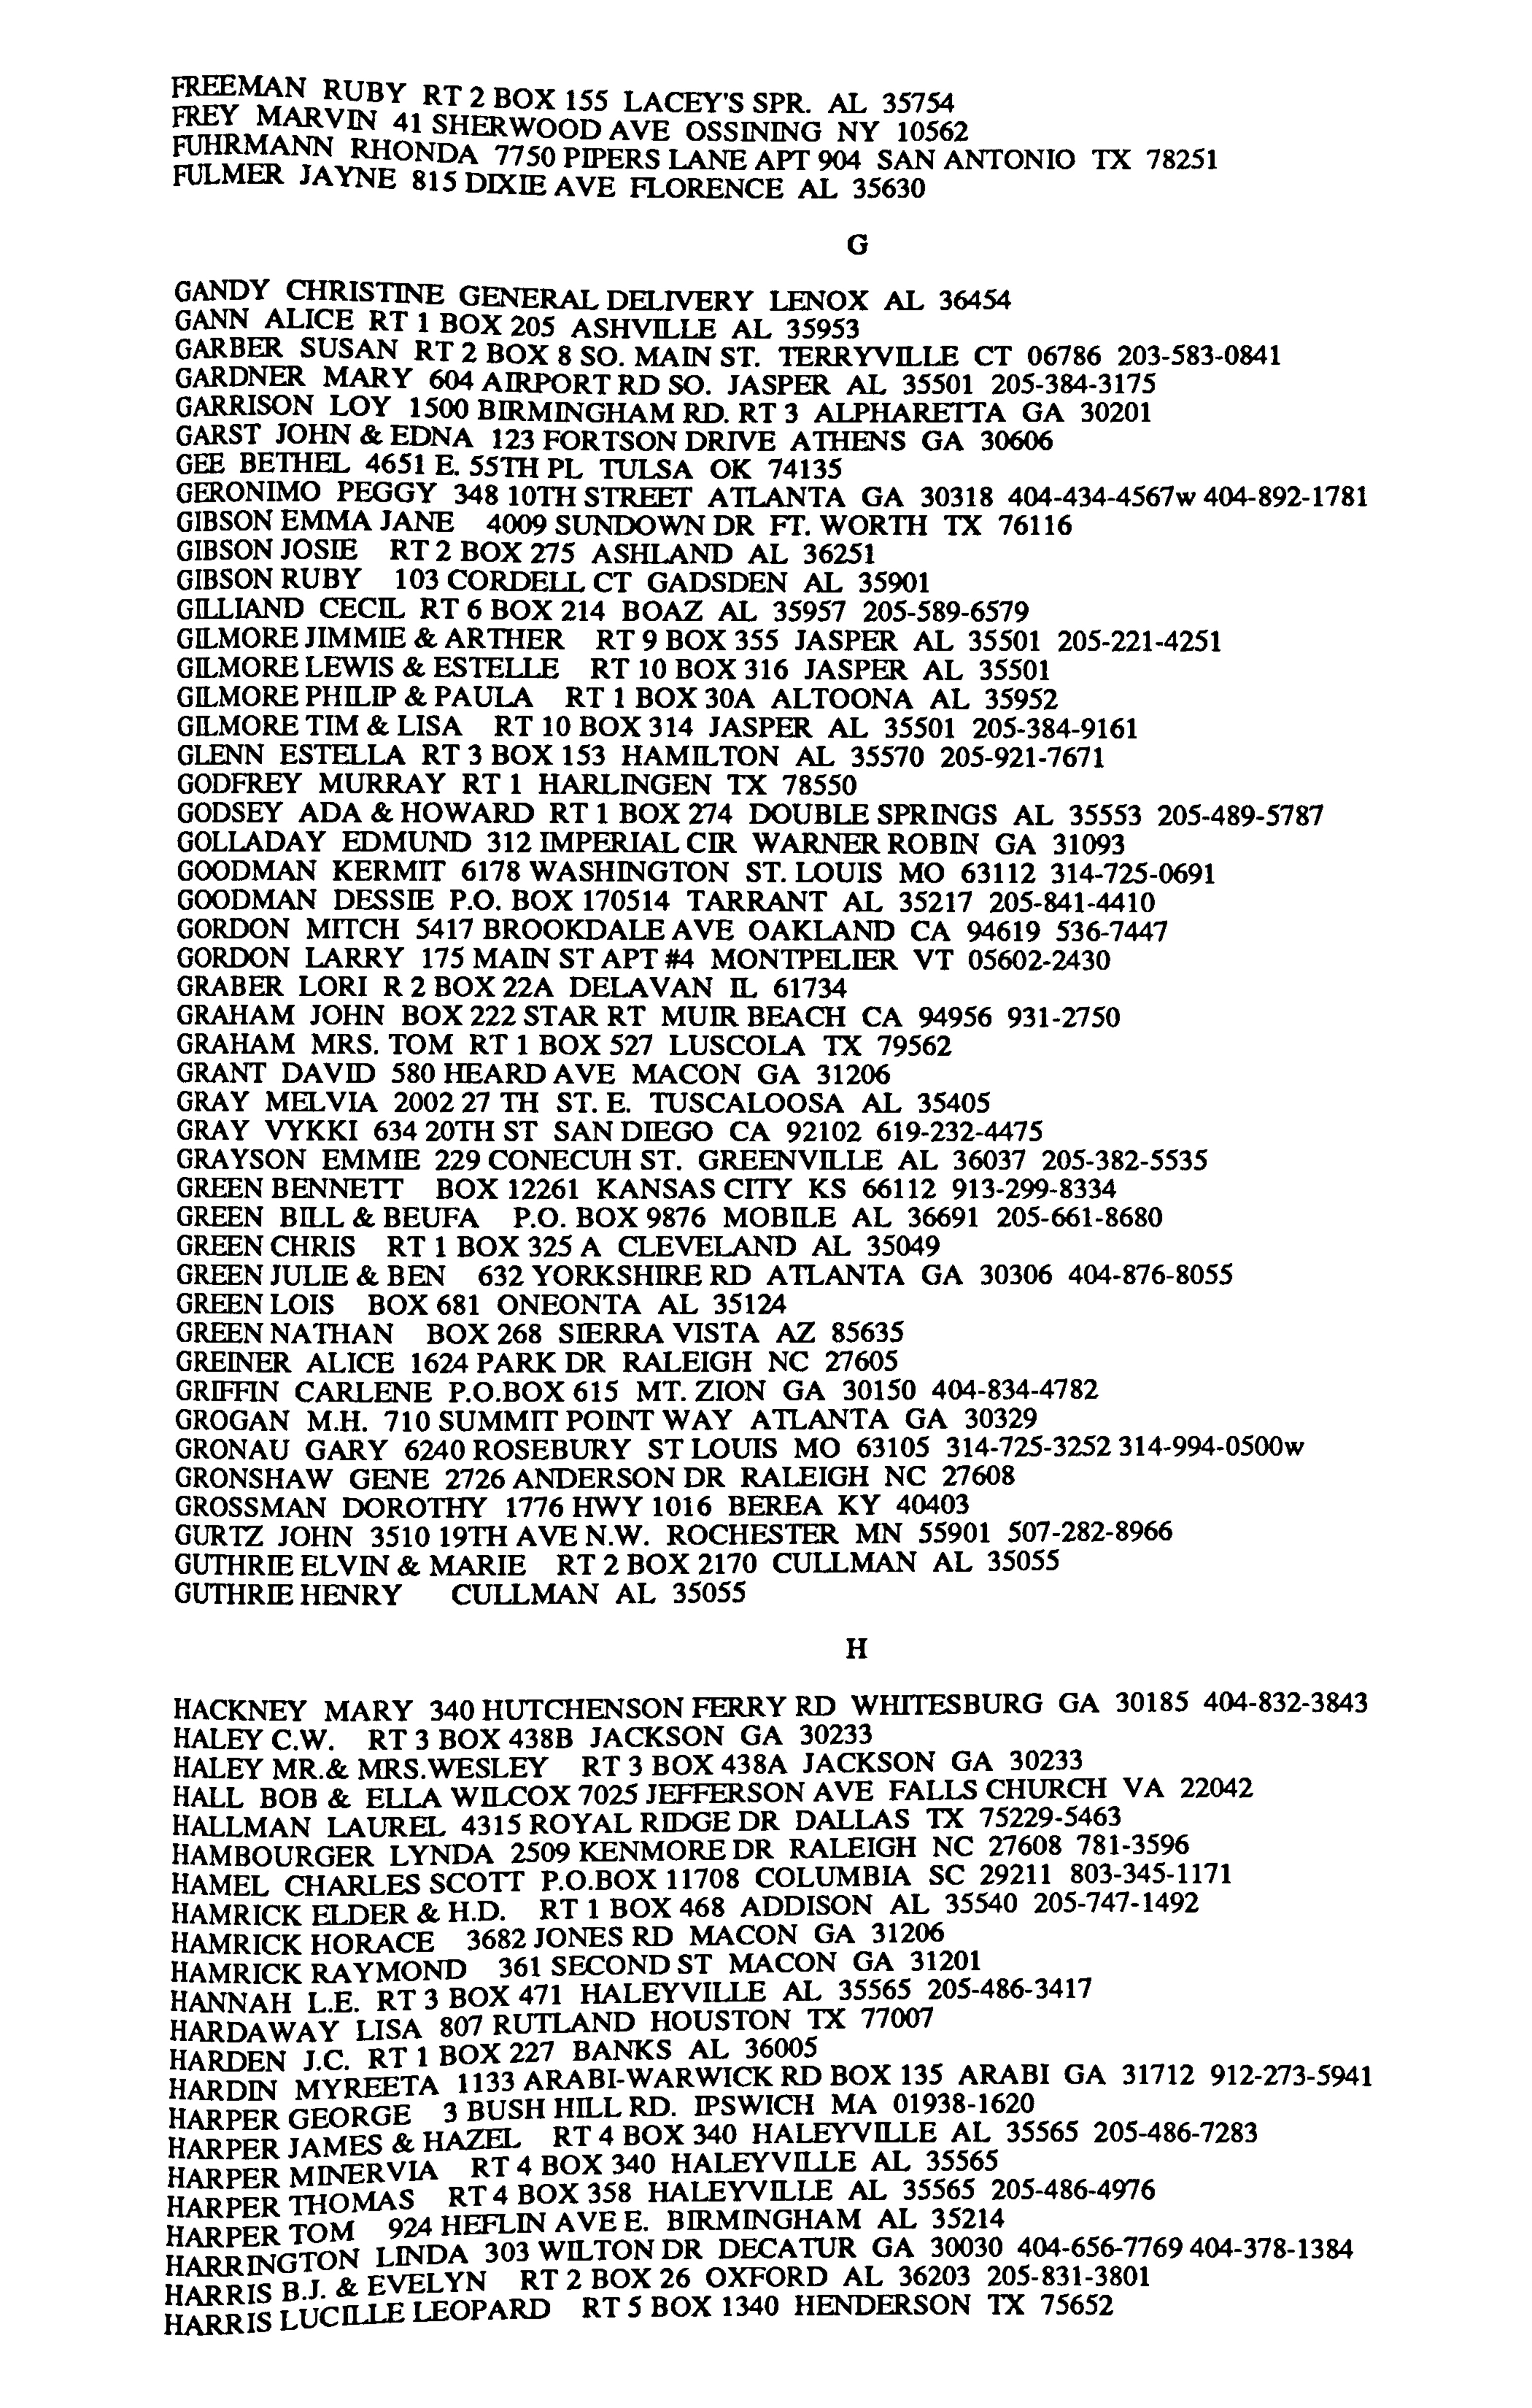 FREEMAN RUBY RT 2 BOX 155 LACEY'S SPR. AL 35754
FREY MARVIN 41 SHERWOOD AVE OSSINING NY 10562
FUHRMANN RHONDA 7750 PIPERS LANE APT 904 SAN ANTONIO TX 78251
FULMER JAYNE 815 DIXIE AVE FLORENCE AL 35630
G
GANDY CHRISTINE GENERAL DELIVERY LENOX AL 36454
GANN ALICE RT 1 BOX 205 ASHVILLE AL 35953
GARBER SUSAN RT 2 BOX 8 SO. MAIN ST. TERRYVILLE CT 06786 203-583-0841
GARDNER MARY 604 AIRPORT RD SO. JASPER AL 35501 205-384-3175
GARRISON LOY 1500 BIRMINGHAM RD. RT 3 ALPHARETTA GA 30201
GARST JOHN & EDNA 123 FORTSON DRIVE ATHENS GA 30606
GEE BETHEL 4651 E. 55TH PL TULSA OK 74135
GERONIMO PEGGY 348 10TH STREET ATLANTA GA 30318 404-434-4567w 404-892-1781
GIBSON EMMA JANE 4009 SUNDOWN DR FT. WORTH TX 76116
GIBSON JOSIE RT 2 BOX 275 ASHLAND AL 36251
GIBSON RUBY 103 CORDELL CT GADSDEN AL 35901
GILLIAND CECIL RT 6 BOX 214 BOAZ AL 35957 205-589-6579
GILMORE JIMMIE & ARTHER RT 9 BOX 355 JASPER AL 35501 205-221-4251
GILMORE LEWIS & ESTELLE RT 10 BOX 316 JASPER AL 35501
GILMORE PHILIP & PAULA RT 1 BOX 30A ALTOONA AL 35952
GILMORE TIM & LISA RT 10 BOX 314 JASPER AL 35501 205-384-9161
GLENN ESTELLA RT 3 BOX 153 HAMILTON AL 35570 205-921-7671
GODFREY MURRAY RT 1 HARLINGEN TX 78550
GODSEY ADA & HOWARD RT 1 BOX 274 DOUBLE SPRINGS AL 35553 205-489-5787
GOLLADAY EDMUND 312 IMPERIAL CIR WARNER ROBIN GA 31093
GOODMAN KERMIT 6178 WASHINGTON ST. LOUIS MO 63112 314-725-0691
GOODMAN DESSIE P.O. BOX 170514 TARRANT AL 35217 205-841-4410
GORDON MITCH 5417 BROOKDALE AVE OAKLAND CA 94619 536-7447
GORDON LARRY 175 MAIN ST APT #4 MONTPELIER VT 05602-2430
GRABER LORI R 2 BOX 22A DELAVAN IL 61734
GRAHAM JOHN BOX 222 STAR RT MUIR BEACH CA 94956 931-2750
GRAHAM MRS. TOM RT 1 BOX 527 LUSCOLA TX 79562
GRANT DAVID 580 HEARD AVE MACON GA 31206
GRAY MELVIA 2002 27 TH ST. E. TUSCALOOSA AL 35405
GRAY VYKKI 634 20TH ST SAN DIEGO CA 92102 619-232-4475
GRAYSON EMMIE 229 CONECUH ST. GREENVILLE AL 36037 205-382-5535
GREEN BENNETT BOX 12261 KANSAS CITY KS 66112 913-299-8334
GREEN BILL & BEUFA P.O. BOX 9876 MOBILE AL 36691 205-661-8680
GREEN CHRIS RT 1 BOX 325 A CLEVELAND AL 35049
GREEN JULIE & BEN 632 YORKSHIRE RD ATLANTA GA 30306 404-876-8055
GREEN LOIS BOX 681 ONEONTA AL 35124
GREEN NATHAN BOX 268 SIERRA VISTA AZ 85635
GREINER ALICE 1624 PARK DR RALEIGH NC 27605
GRIFFIN CARLENE P.O.BOX 615 MT. ZION GA 30150 404-834-4782
GROGAN M.H. 710 SUMMIT POINT WAY ATLANTA GA 30329
GRONAU GARY 6240 ROSEBURY ST LOUIS MO 63105 314-725-3252 314-994-0500w
GRONSHAW GENE 2726 ANDERSON DR RALEIGH NC 27608
GROSSMAN DOROTHY 1776 HWY 1016 BEREA KY 40403
GURTZ JOHN 3510 19TH AVE N.W. ROCHESTER MN 55901 507-282-8966
GUTHRIE ELVIN & MARIE RT 2 BOX 2170 CULLMAN AL 35055
GUTHRIE HENRY CULLMAN AL 35055
H
HACKNEY MARY 340 HUTCHENSON FERRY RD WHITESBURG GA 30185 404-832-3843
HALEY C.W. RT 3 BOX 438B JACKSON GA 30233
HALEY MR.& MRS.WESLEY RT 3 BOX 438A JACKSON GA 30233
HALL BOB & ELLA WILCOX 7025 JEFFERSON AVE FALLS CHURCH VA 22042
HALLMAN LAUREL 4315 ROYAL RIDGE DR DALLAS TX 75229-5463
HAMBOURGER LYNDA 2509 KENMORE DR RALEIGH NC 27608 781-3596
HAMEL CHARLES SCOTT P.O.BOX 11708 COLUMBIA SC 29211 803-345-1171
HAMRICK ELDER & H.D. RT 1 BOX 468 ADDISON AL 35540 205-747-1492
HAMRICK HORACE 3682 JONES RD MACON GA 31206
HAMRICK RAYMOND 361 SECOND ST MACON GA 31201
HANNAH L.E. RT 3 BOX 471 HALEYVILLE AL 35565 205-486-3417
HARDAWAY LISA 807 RUTLAND HOUSTON TX 77007
HARDEN J.C. RT 1 BOX 227 BANKS AL 36005
HARDIN MYREETA 1133 ARABI-WARWICK RD BOX 135 ARABI GA 31712 912-273-5941
HARPER GEORGE 3 BUSH HILL RD. IPSWICH MA 01938-1620
HARPER JAMES & HAZEL RT 4 BOX 340 HALEYVILLE AL 35565 205-486-7283
HARPER MINERVIA RT 4 BOX 340 HALEYVILLE AL 35565
HARPER THOMAS RT 4 BOX 358 HALEYVILLE AL 35565 205-486-4976
HARPER TOM 924 HEFLIN AVE E. BIRMINGHAM AL 35214
HARRINGTON LINDA 303 WILTON DR DECATUR GA 30030 404-656-7769 404-378-1384
HARRIS B.J. & EVELYN RT 2 BOX 26 OXFORD AL 36203 205-831-3801
HARRIS LUCILLE LEOPARD RT 5 BOX 1340 HENDERSON TX 75652